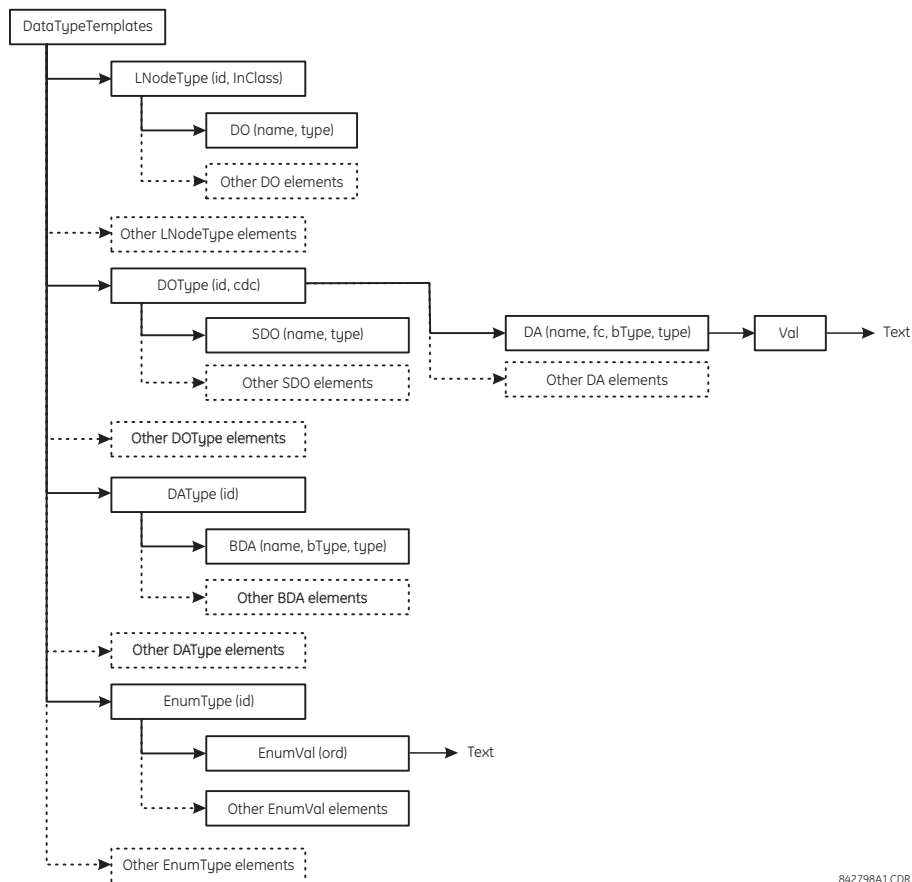 DataTypeTemplates
LNodeType (id, InClass)
DO (name, type)
Other DO elements
Other LNodeType elements
DOType (id, cdc)
SDO (name, type)
DA (name, fc, bType, type)
Val
Text
Other SDO elements
Other DA elements
Other DOType elements
DAType (id)
BDA (name, bType, type)
Other BDA elements
Other DAType elements
EnumType (id)
EnumVal (ord)
Text
Other EnumVal elements
Other EnumType elements
842798A1.CDR